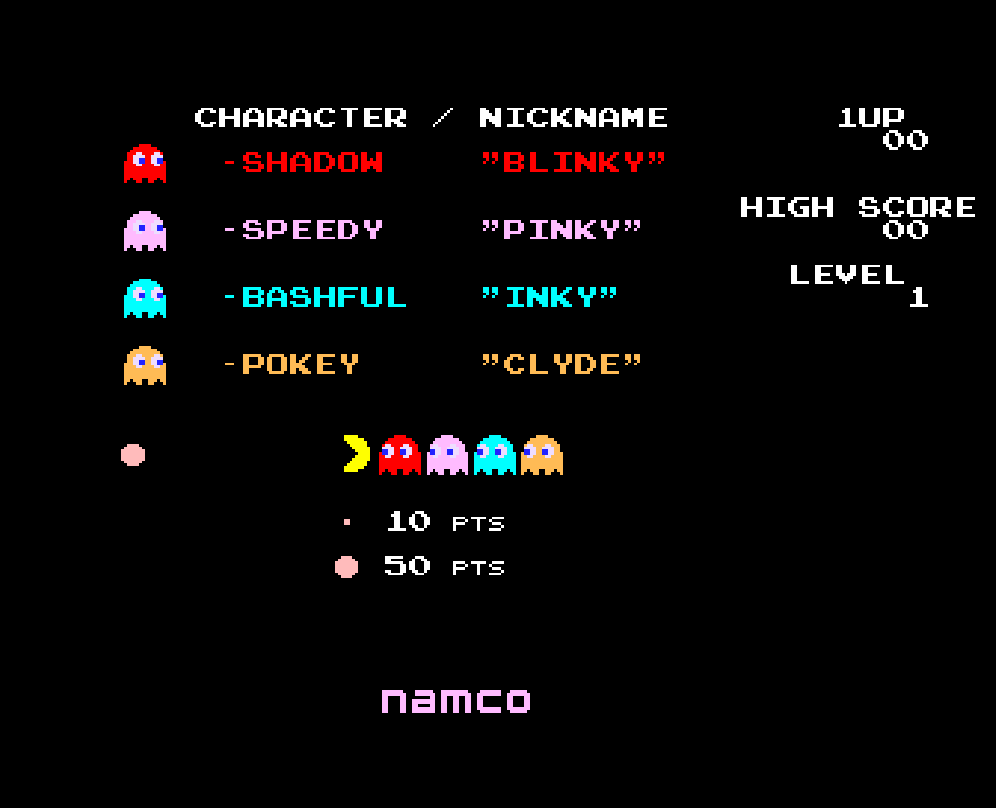 CHARACTER / NICKNAME
-SHADOW ”BLINKY”
-SPEEDY ”PINKY”
-BASHFUL ”INKY”
-POKEY ”CLYDE”
10 PTS
50 PTS
namco
1UP
00
HIGH SCORE
00
LEVEL
1